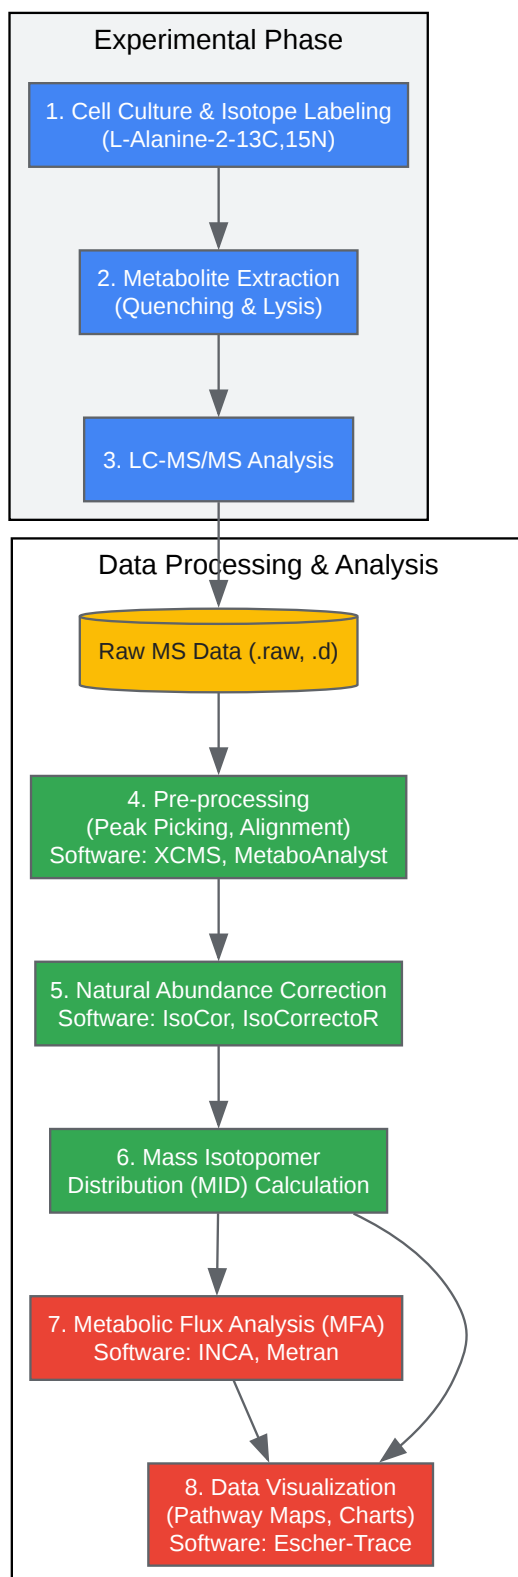 Experimental Phase
1. Cell Culture & Isotope Labeling
(L-Alanine-2-13C,15N)
2. Metabolite Extraction
(Quenching & Lysis)
3. LC-MS/MS Analysis
Data Processing & Analysis
Raw MS Data (.raw, .d)
4. Pre-processing
(Peak Picking, Alignment)
Software: XCMS, MetaboAnalyst
5. Natural Abundance Correction
Software: IsoCor, IsoCorrectoR
6. Mass Isotopomer
Distribution (MID) Calculation
7. Metabolic Flux Analysis (MFA)
Software: INCA, Metran
8. Data Visualization
(Pathway Maps, Charts)
Software: Escher-Trace